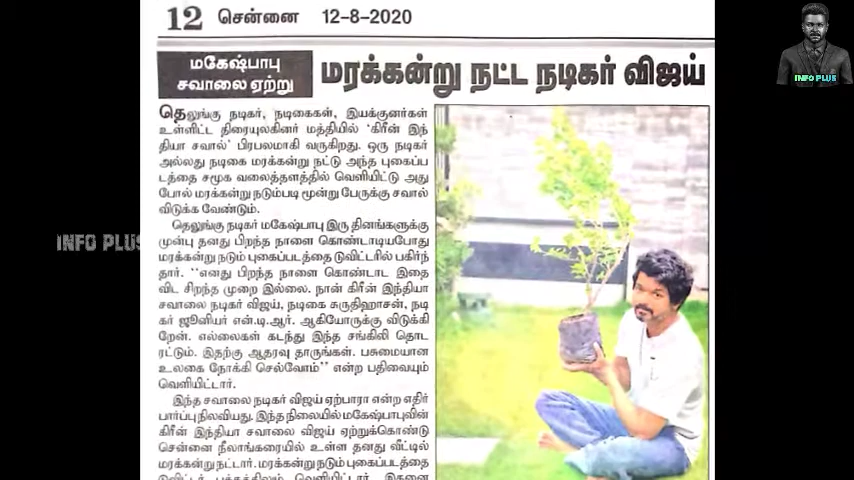 12 சென்னை 12-8-2020
INFO PLUS
மகேஷ்பாபு
சவாலை ஏற்று
மரக்கன்று நட்ட நடிகர் விஜய்
தெலுங்கு நடிகர், நடிகைகள், இயக்குனர்கள்
உள்ளிட்ட திரையுலகினர் மத்தியில் ‘கிரீன் இந்
தியா சவால்’ பிரபலமாகி வருகிறது. ஒரு நடிகர்
அல்லது நடிகை மரக்கன்று நட்டு அந்த புகைப்ப
டத்தை சமூக வலைத்தளத்தில் வெளியிட்டு அது
போல் மரக்கன்று நடும்படி மூன்று பேருக்கு சவால்
விடுக்க வேண்டும்.
தெலுங்கு நடிகர் மகேஷ்பாபு இரு தினங்களுக்கு
முன்பு தனது பிறந்த நாளை கொண்டாடியபோது
மரக்கன்று நடும் புகைப்படத்தை டுவிட்டரில் பகிர்ந்
தார். ‘‘எனது பிறந்த நாளை கொண்டாட இதை
விட சிறந்த முறை இல்லை. நான் கிரீன் இந்தியா
சவாலை நடிகர் விஜய், நடிகை சுருதிஹாசன், நடி
கர் ஜூனியர் என்.டி.ஆர். ஆகியோருக்கு விடுக்கி
றேன். எல்லைகள் கடந்து இந்த சங்கிலி தொட
ரட்டும். இதற்கு ஆதரவு தாருங்கள். பசுமையான
உலகை நோக்கி செல்வோம்’’ என்ற பதிவையும்
வெளியிட்டார்.
இந்த சவாலை நடிகர் விஜய் ஏற்பாரா என்ற எதிர்
பார்ப்பு நிலவியது. இந்த நிலையில் மகேஷ்பாபுவின்
கிரீன் இந்தியா சவாலை விஜய் ஏற்றுக்கொண்டு
சென்னை நீலாங்கரையில் உள்ள தனது வீட்டில்
மரக்கன்று நட்டார். மரக்கன்று நடும் புகைப்படத்தை
டுவிட்டர் பக்கத்திலும் வெளியிட்டார். இதனை
INFO PLUS